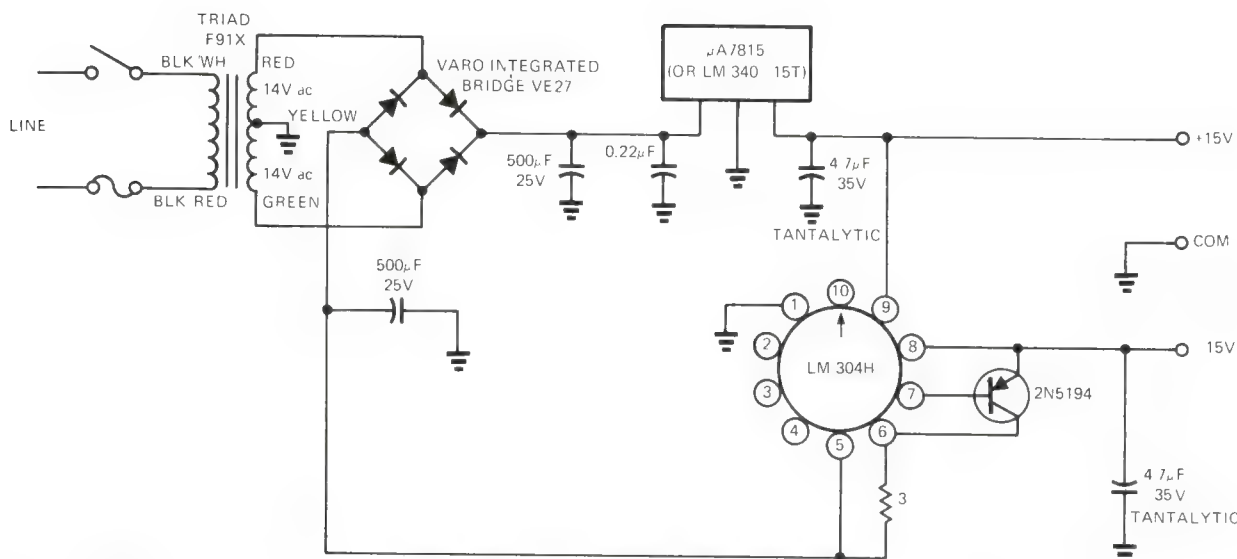 TRIAD
F91X
BLK WH
RED
14V ac
YELLOW
14V ac
BLK RED
GREEN
LINE
VARO INTEGRATED
BRIDGE VE27
500μF
25V
0.22μF
μA7815
(OR LM 340 15T)
4 7μF
35V
TANTALYTIC
+15V
COM
500μF
25V
1
2
3
4
5
6
7
8
9
10
LM 304H
15V
2N5194
3
4 7μF
35V
TANTALYTIC